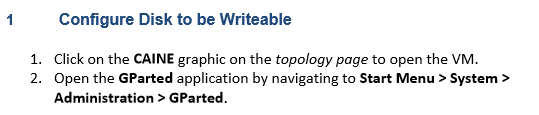 1 Configure Disk to be Writeable
1. Click on the CAINE graphic on the topology page to open the VM.
2. Open the GParted application by navigating to Start Menu > System >
Administration > GParted.